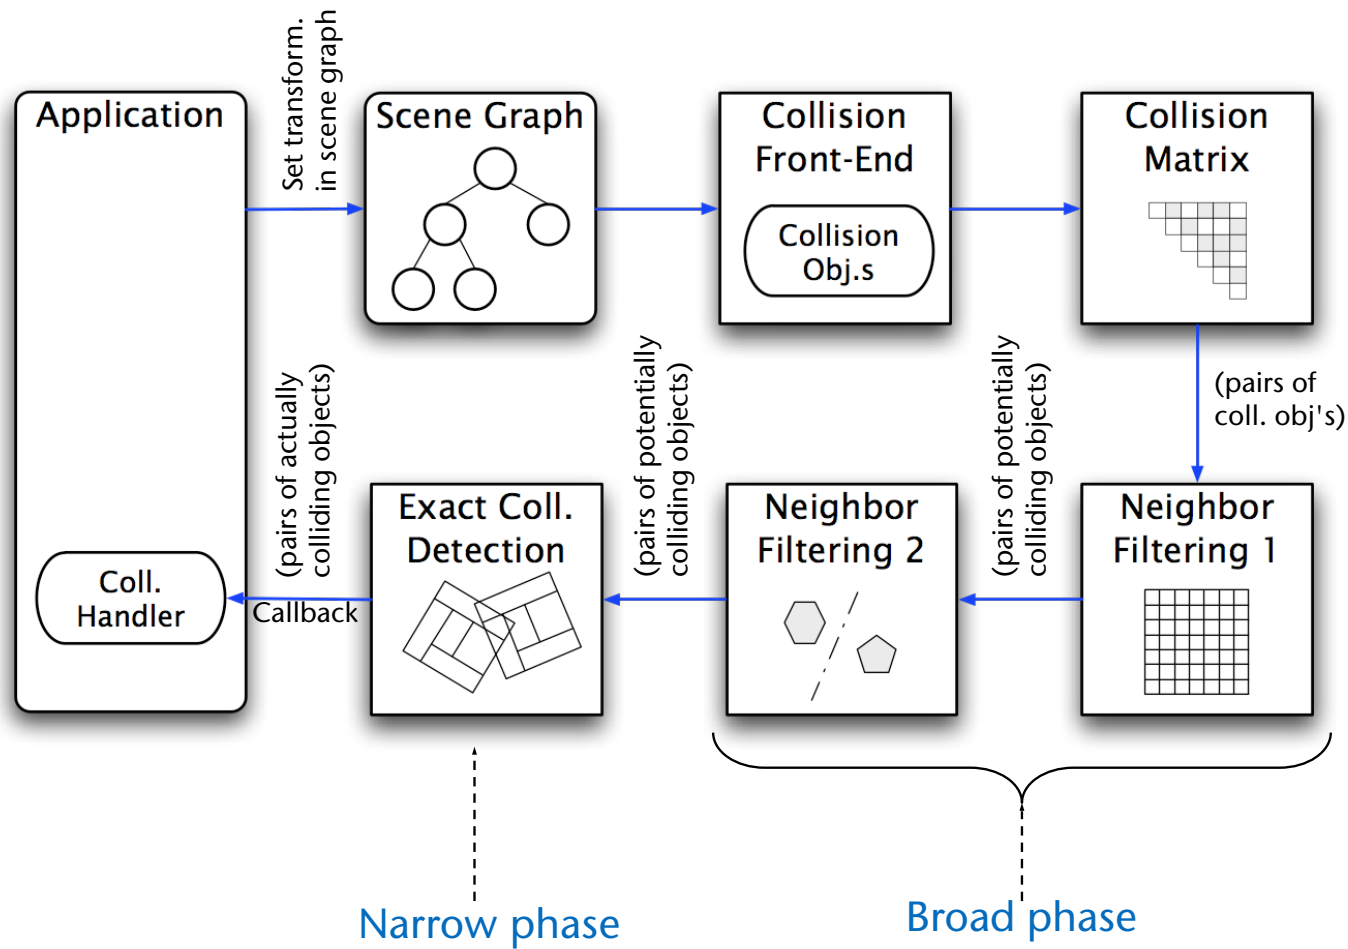 Application
Set transform.
in scene graph
Scene Graph
Collision
Front-End
Collision
Obj.s
Collision
Matrix
(pairs of
coll. obj's)
Neighbor
Filtering 1
(pairs of potentially
colliding objects)
Neighbor
Filtering 2
(pairs of potentially
colliding objects)
Exact Coll.
Detection
(pairs of actually
colliding objects)
Callback
Coll.
Handler
Narrow phase
Broad phase